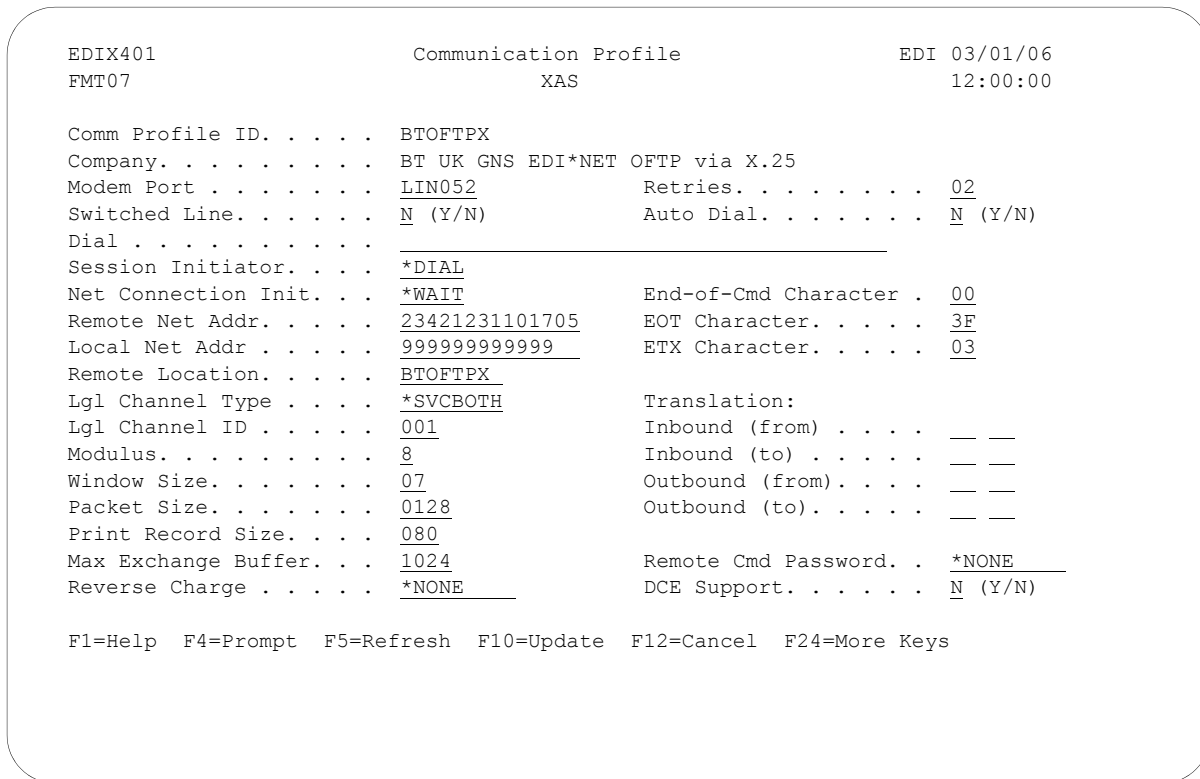 EDIX401 Communication Profile EDI 03/01/06
FMT07 XAS 12:00:00
Comm Profile ID. . . . . BTOFTPX
Company. . . . . . . . . BT UK GNS EDI*NET OFTP via X.25
Modem Port . . . . . . . LIN052 Retries. . . . . . . . 02
Switched Line. . . . . . N (Y/N) Auto Dial. . . . . . . N (Y/N)
Dial . . . . . . . . . .
Session Initiator. . . . *DIAL
Net Connection Init. . . *WAIT End-of-Cmd Character . 00
Remote Net Addr. . . . . 23421231101705 EOT Character. . . . . 3F
Local Net Addr . . . . . 999999999999 ETX Character. . . . . 03
Remote Location. . . . . BTOFTPX
Lgl Channel Type . . . . *SVCBOTH Translation:
Lgl Channel ID . . . . . 001 Inbound (from) . . . .
Modulus. . . . . . . . . 8 Inbound (to) . . . . .
Window Size. . . . . . . 07 Outbound (from). . . .
Packet Size. . . . . . . 0128 Outbound (to). . . . .
Print Record Size. . . . 080
Max Exchange Buffer. . . 1024 Remote Cmd Password. . *NONE
Reverse Charge . . . . . *NONE DCE Support. . . . . . N (Y/N)
F1=Help F4=Prompt F5=Refresh F10=Update F12=Cancel F24=More Keys